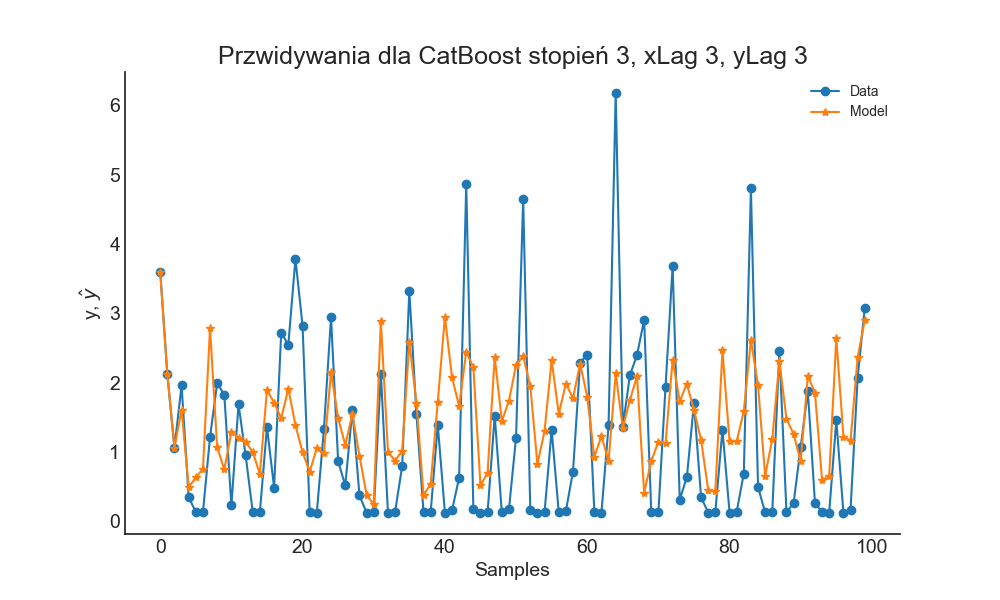 Przwidywania dla CatBoost stopień 3, xLag 3, yLag 3
Data
Model
6
5
4
3
2
1
0
y, ŷ
0 20 40 60 80 100
Samples